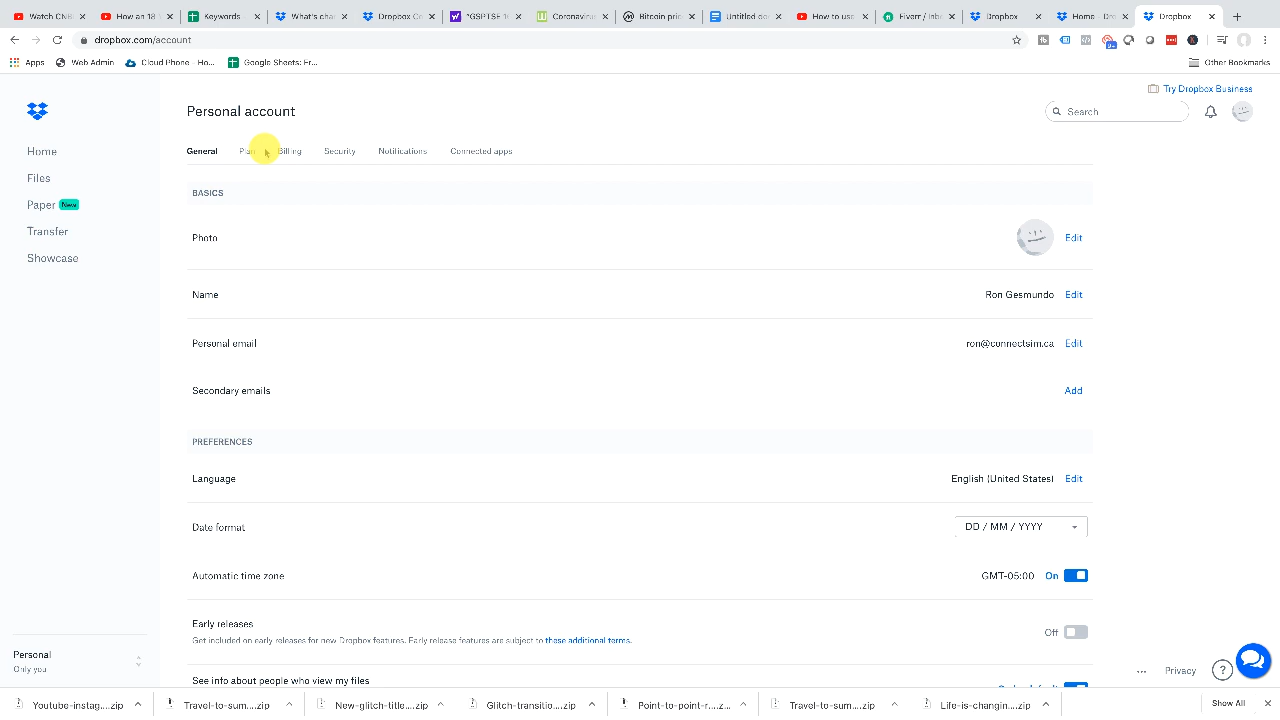 Watch CNB
How an 18
Keywords -
What's cha
Dropbox Co
^GSPTSE 1
Coronavirus
Bitcoin pric
Untitled doc
How to use
Fiverr / Inbo
Dropbox
Home - Dro
Dropbox
dropbox.com/account
Apps
Web Admin
Cloud Phone - Ho...
Google Sheets: Fr...
Other Bookmarks
Try Dropbox Business
Personal account
Search
General
Plan
Billing
Security
Notifications
Connected apps
Home
Files
Paper New
Transfer
Showcase
BASICS
Photo
Edit
Name
Ron Gesmundo Edit
Personal email
ron@connectsim.ca Edit
Secondary emails
Add
PREFERENCES
Language
English (United States) Edit
Date format
DD / MM / YYYY
Automatic time zone
GMT-05:00 On
Early releases
Get included on early releases for new Dropbox features. Early release features are subject to these additional terms.
Off
See info about people who view my files
Personal
Only you
... Privacy ?
Youtube-instag....zip
Travel-to-sum....zip
New-glitch-title....zip
Glitch-transitio....zip
Point-to-point-r....z...
Travel-to-sum....zip
Life-is-changin....zip
Show All